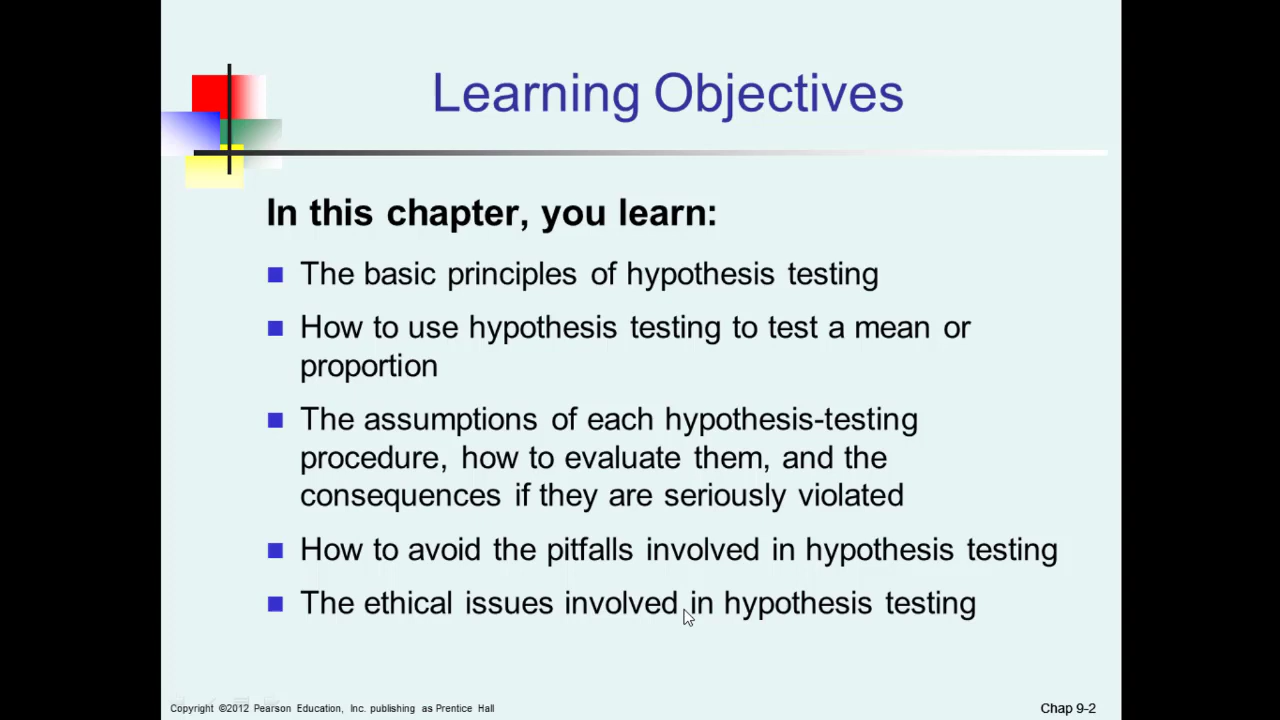 Learning Objectives
In this chapter, you learn:
The basic principles of hypothesis testing
How to use hypothesis testing to test a mean or
proportion
The assumptions of each hypothesis-testing
procedure, how to evaluate them, and the
consequences if they are seriously violated
How to avoid the pitfalls involved in hypothesis testing
The ethical issues involved in hypothesis testing
Copyright ©2012 Pearson Education, Inc. publishing as Prentice Hall
Chap 9-2